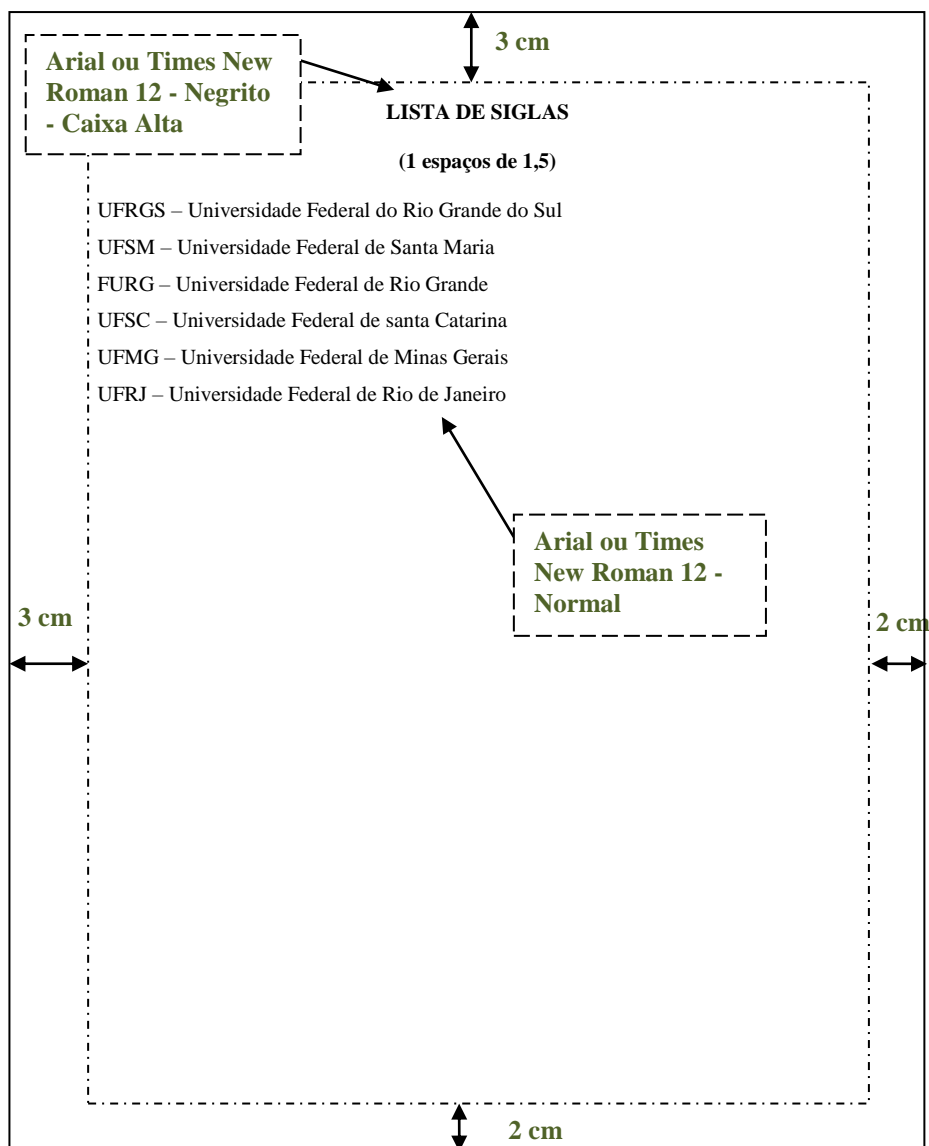 3 cm
Arial ou Times New
Roman 12 - Negrito
- Caixa Alta
LISTA DE SIGLAS
(1 espaços de 1,5)
UFRGS – Universidade Federal do Rio Grande do Sul
UFSM – Universidade Federal de Santa Maria
FURG – Universidade Federal de Rio Grande
UFSC – Universidade Federal de santa Catarina
UFMG – Universidade Federal de Minas Gerais
UFRJ – Universidade Federal de Rio de Janeiro
Arial ou Times
New Roman 12 -
Normal
3 cm
2 cm
2 cm